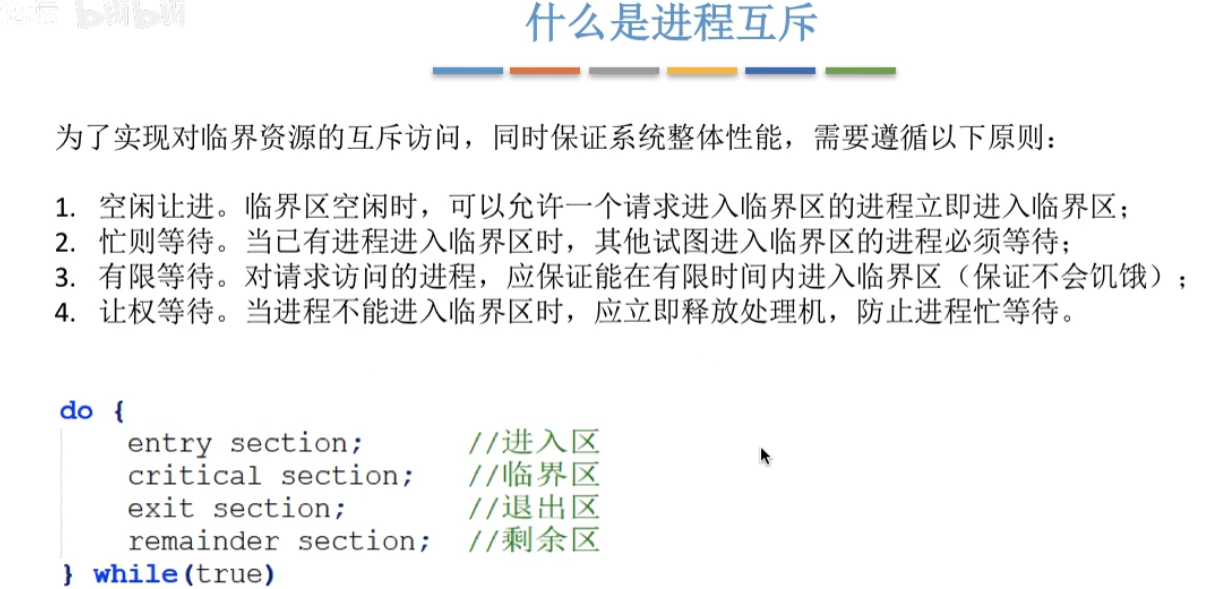 什么是进程互斥
为了实现对临界资源的互斥访问，同时保证系统整体性能，需要遵循以下原则：
1. 空闲让进。临界区空闲时，可以允许一个请求进入临界区的进程立即进入临界区；
2. 忙则等待。当已有进程进入临界区时，其他试图进入临界区的进程必须等待；
3. 有限等待。对请求访问的进程，应保证能在有限时间内进入临界区（保证不会饥饿）；
4. 让权等待。当进程不能进入临界区时，应立即释放处理机，防止进程忙等待。
do {
entry section; //进入区
critical section; //临界区
exit section; //退出区
remainder section; //剩余区
} while(true)